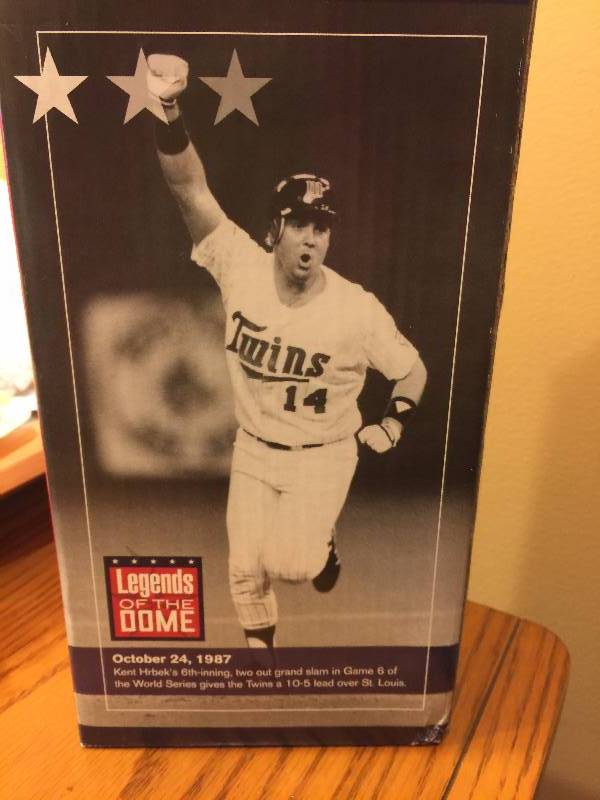 Twins
14
Legends
OF THE
DOME
October 24, 1987
Kent Hrbek's 6th-inning, two out grand slam in Game 6 of
the World Series gives the Twins a 10-5 lead over St. Louis.